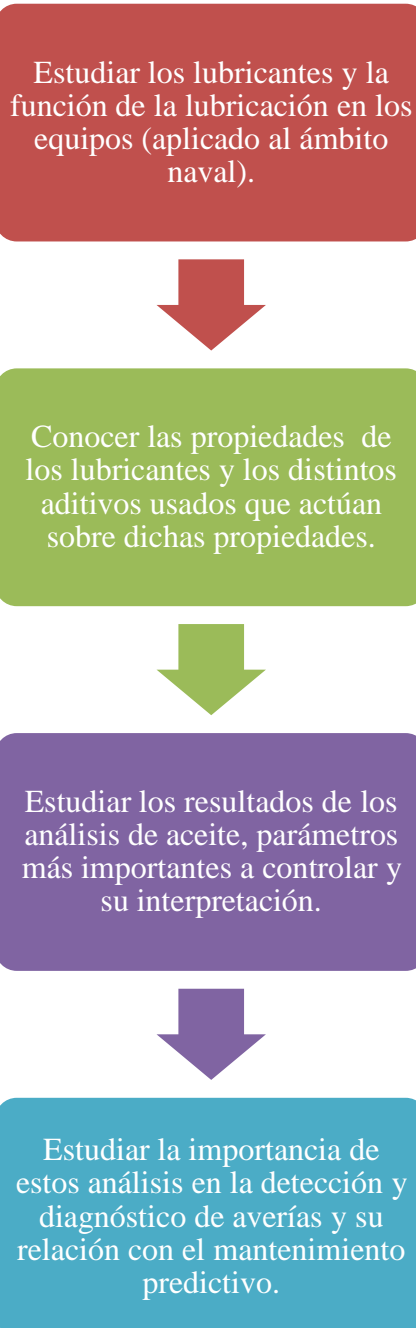 Estudiar los lubricantes y la
función de la lubricación en los
equipos (aplicado al ámbito
naval).
Conocer las propiedades de
los lubricantes y los distintos
aditivos usados que actúan
sobre dichas propiedades.
Estudiar los resultados de los
análisis de aceite, parámetros
más importantes a controlar y
su interpretación.
Estudiar la importancia de
estos análisis en la detección y
diagnóstico de averías y su
relación con el mantenimiento
predictivo.